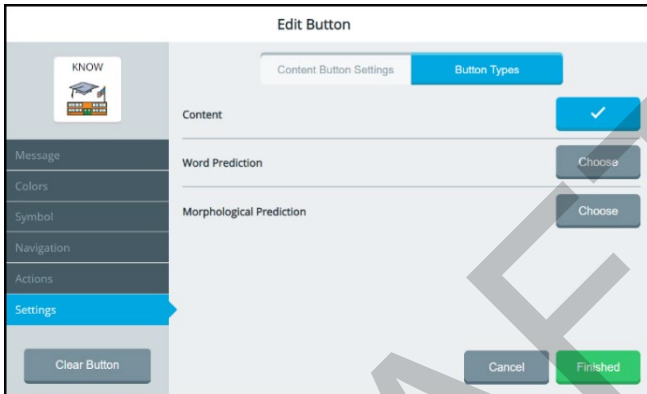 Edit Button
KNOW
Content Button Settings
Button Types
Content
Message
Word Prediction
Choose
Colors
Symbol
Morphological Prediction
Choose
Navigation
Actions
Settings
Clear Button
Cancel
Finished